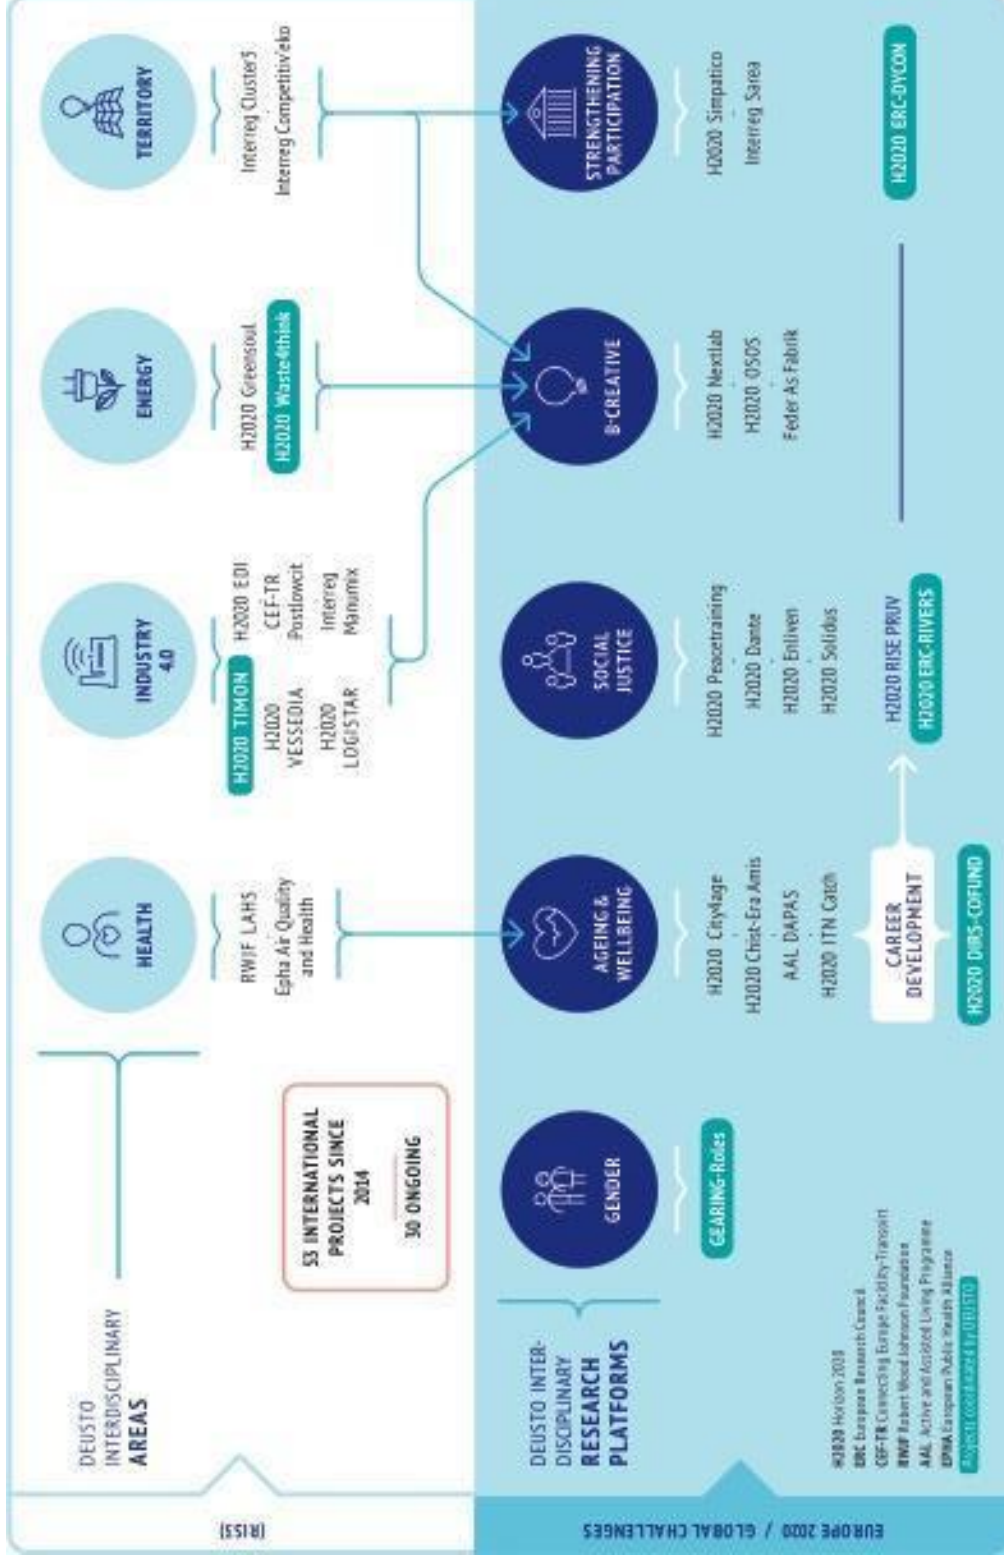 (RIS3)
DEUSTO
INTERDISCIPLINARY
AREAS
HEALTH
RWIF LAHS
Epha Air Quality
and Health
INDUSTRY
4.0
H2020 TIMON
H2020
VESSEDIA
H2020
LOGISTAR
H2020 EDI
CEF-TR
Postlowcit
Interreg
Manumix
ENERGY
H2020 Greensoul
H2020 Waste4think
TERRITORY
Interreg Cluster3
Interreg Competitiv'eko
53 INTERNATIONAL
PROJECTS SINCE
2014
30 ONGOING
EUROPE 2020 / GLOBAL CHALLENGES
DEUSTO INTER-
DISCIPLINARY
RESEARCH
PLATFORMS
GENDER
GEARING-Roles
AGEING &
WELLBEING
H2020 City4age
H2020 Chist-Era Amis
AAL DAPAS
H2020 ITN Catch
SOCIAL
JUSTICE
H2020 Peacetraining
H2020 Dante
H2020 Enliven
H2020 Solidus
B-CREATIVE
H2020 Nextlab
H2020 OSOS
Feder As Fabrik
STRENGTHENING
PARTICIPATION
H2020 Simpatico
Interreg Sarea
CAREER
DEVELOPMENT
H2020 DIRS-COFUND
H2020 RISE PRUV
H2020 ERC-RIVERS
H2020 ERC-DYCON
H2020 Horizon 2020
ERC European Research Council
CEF-TR Connecting Europe Facility-Transport
RWJF Robert Wood Johnson Foundation
AAL Active and Assisted Living Programme
EPHA European Public Health Alliance
Projects coordinated by DEUSTO